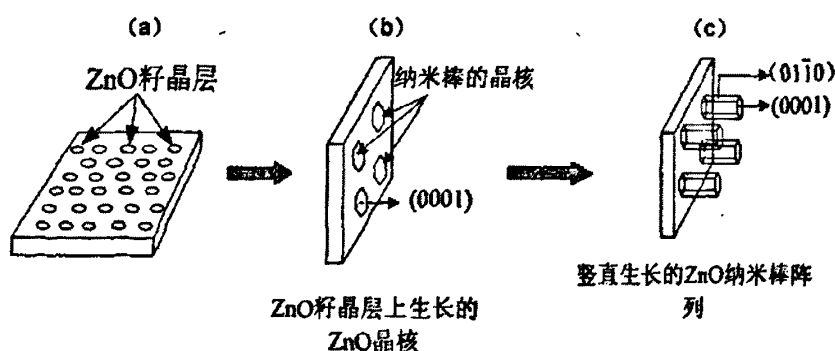 (a)
(b)
(c)
ZnO籽晶层
纳米棒的晶核
(0001)
(01ī0)
(0001)
ZnO籽晶层上生长的
ZnO晶核
竖直生长的ZnO纳米棒阵
列